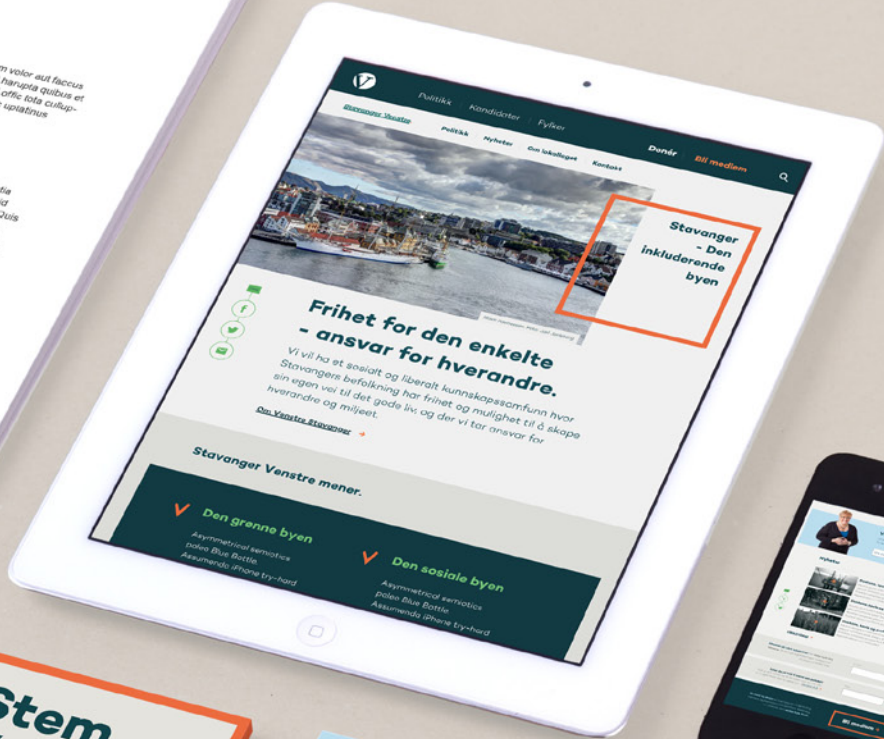 m volor aut faccus
harupta quibus et
offic tota cullup-
uptatinus
tia
id
Quis
V
Politikk Kandidater Fylker Donér Bli medlem
Stavanger Venstre Politikk Nyheter Om lokallaget Kontakt
Stavanger
- Den
inkluderende
byen
Frihet for den enkelte
- ansvar for hverandre.
Vi vil ha et sosialt og liberalt kunnskapssamfunn hvor
Stavangers befolkning har frihet og mulighet til å skape
sin egen vei til det gode liv, og der vi tar ansvar for
hverandre og miljøet.
Om Venstre Stavanger →
Stavanger Venstre mener.
Den grønne byen
Asymmetrical semiotics
paleo Blue Bottle.
Assumenda iPhone try-hard
Den sosiale byen
Asymmetrical semiotics
paleo Blue Bottle
Assumenda iPhone try-hard
Stem
nyheter
Bli medlem